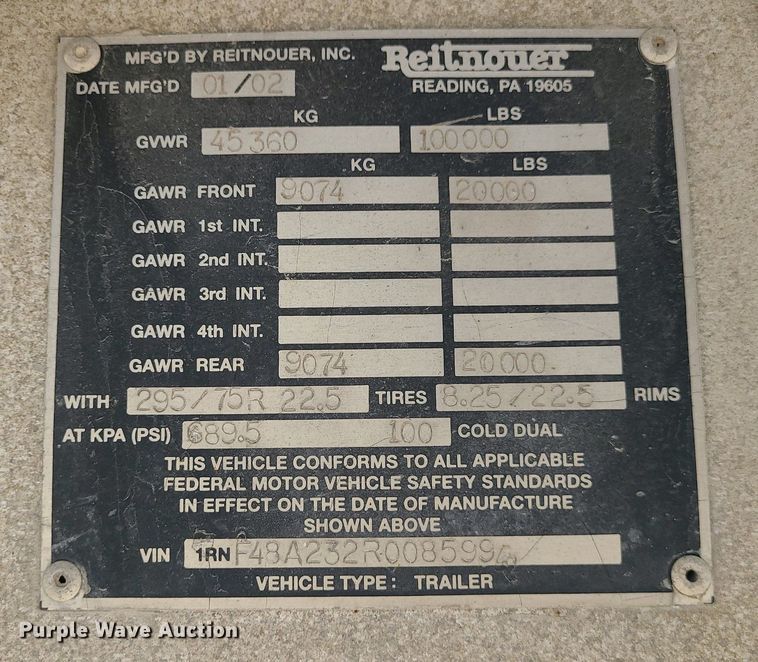 MFG'D BY REITNOUER, INC. Reitnouer
DATE MFG'D 01/02 READING, PA 19605
KG LBS
GVWR 45360 100000
KG LBS
GAWR FRONT 9074 20000
GAWR 1st INT.
GAWR 2nd INT.
GAWR 3rd INT.
GAWR 4th INT.
GAWR REAR 9074 20000
WITH 295/75R 22.5 TIRES 8.25/22.5 RIMS
AT KPA (PSI) 689.5 100 COLD DUAL
THIS VEHICLE CONFORMS TO ALL APPLICABLE
FEDERAL MOTOR VEHICLE SAFETY STANDARDS
IN EFFECT ON THE DATE OF MANUFACTURE
SHOWN ABOVE
VIN 1RNF48A232R008599
VEHICLE TYPE: TRAILER
Purple Wave Auction